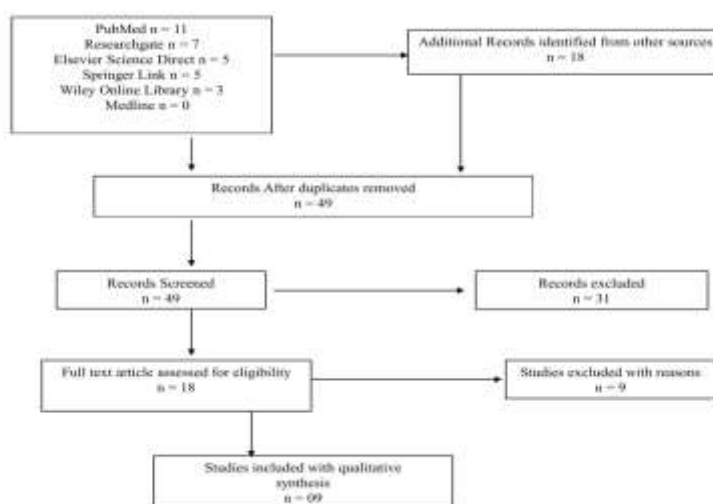 PubMed n = 11
Researchgate n = 7
Elsevier Science Direct n = 5
Springer Link n = 5
Wiley Online Library n = 3
Medline n = 0
Additional Records identified from other sources
n = 18
Records After duplicates removed
n = 49
Records Screened
n = 49
Records excluded
n = 31
Full text article assessed for eligibility
n = 18
Studies excluded with reasons
n = 9
Studies included with qualitative
synthesis
n = 09